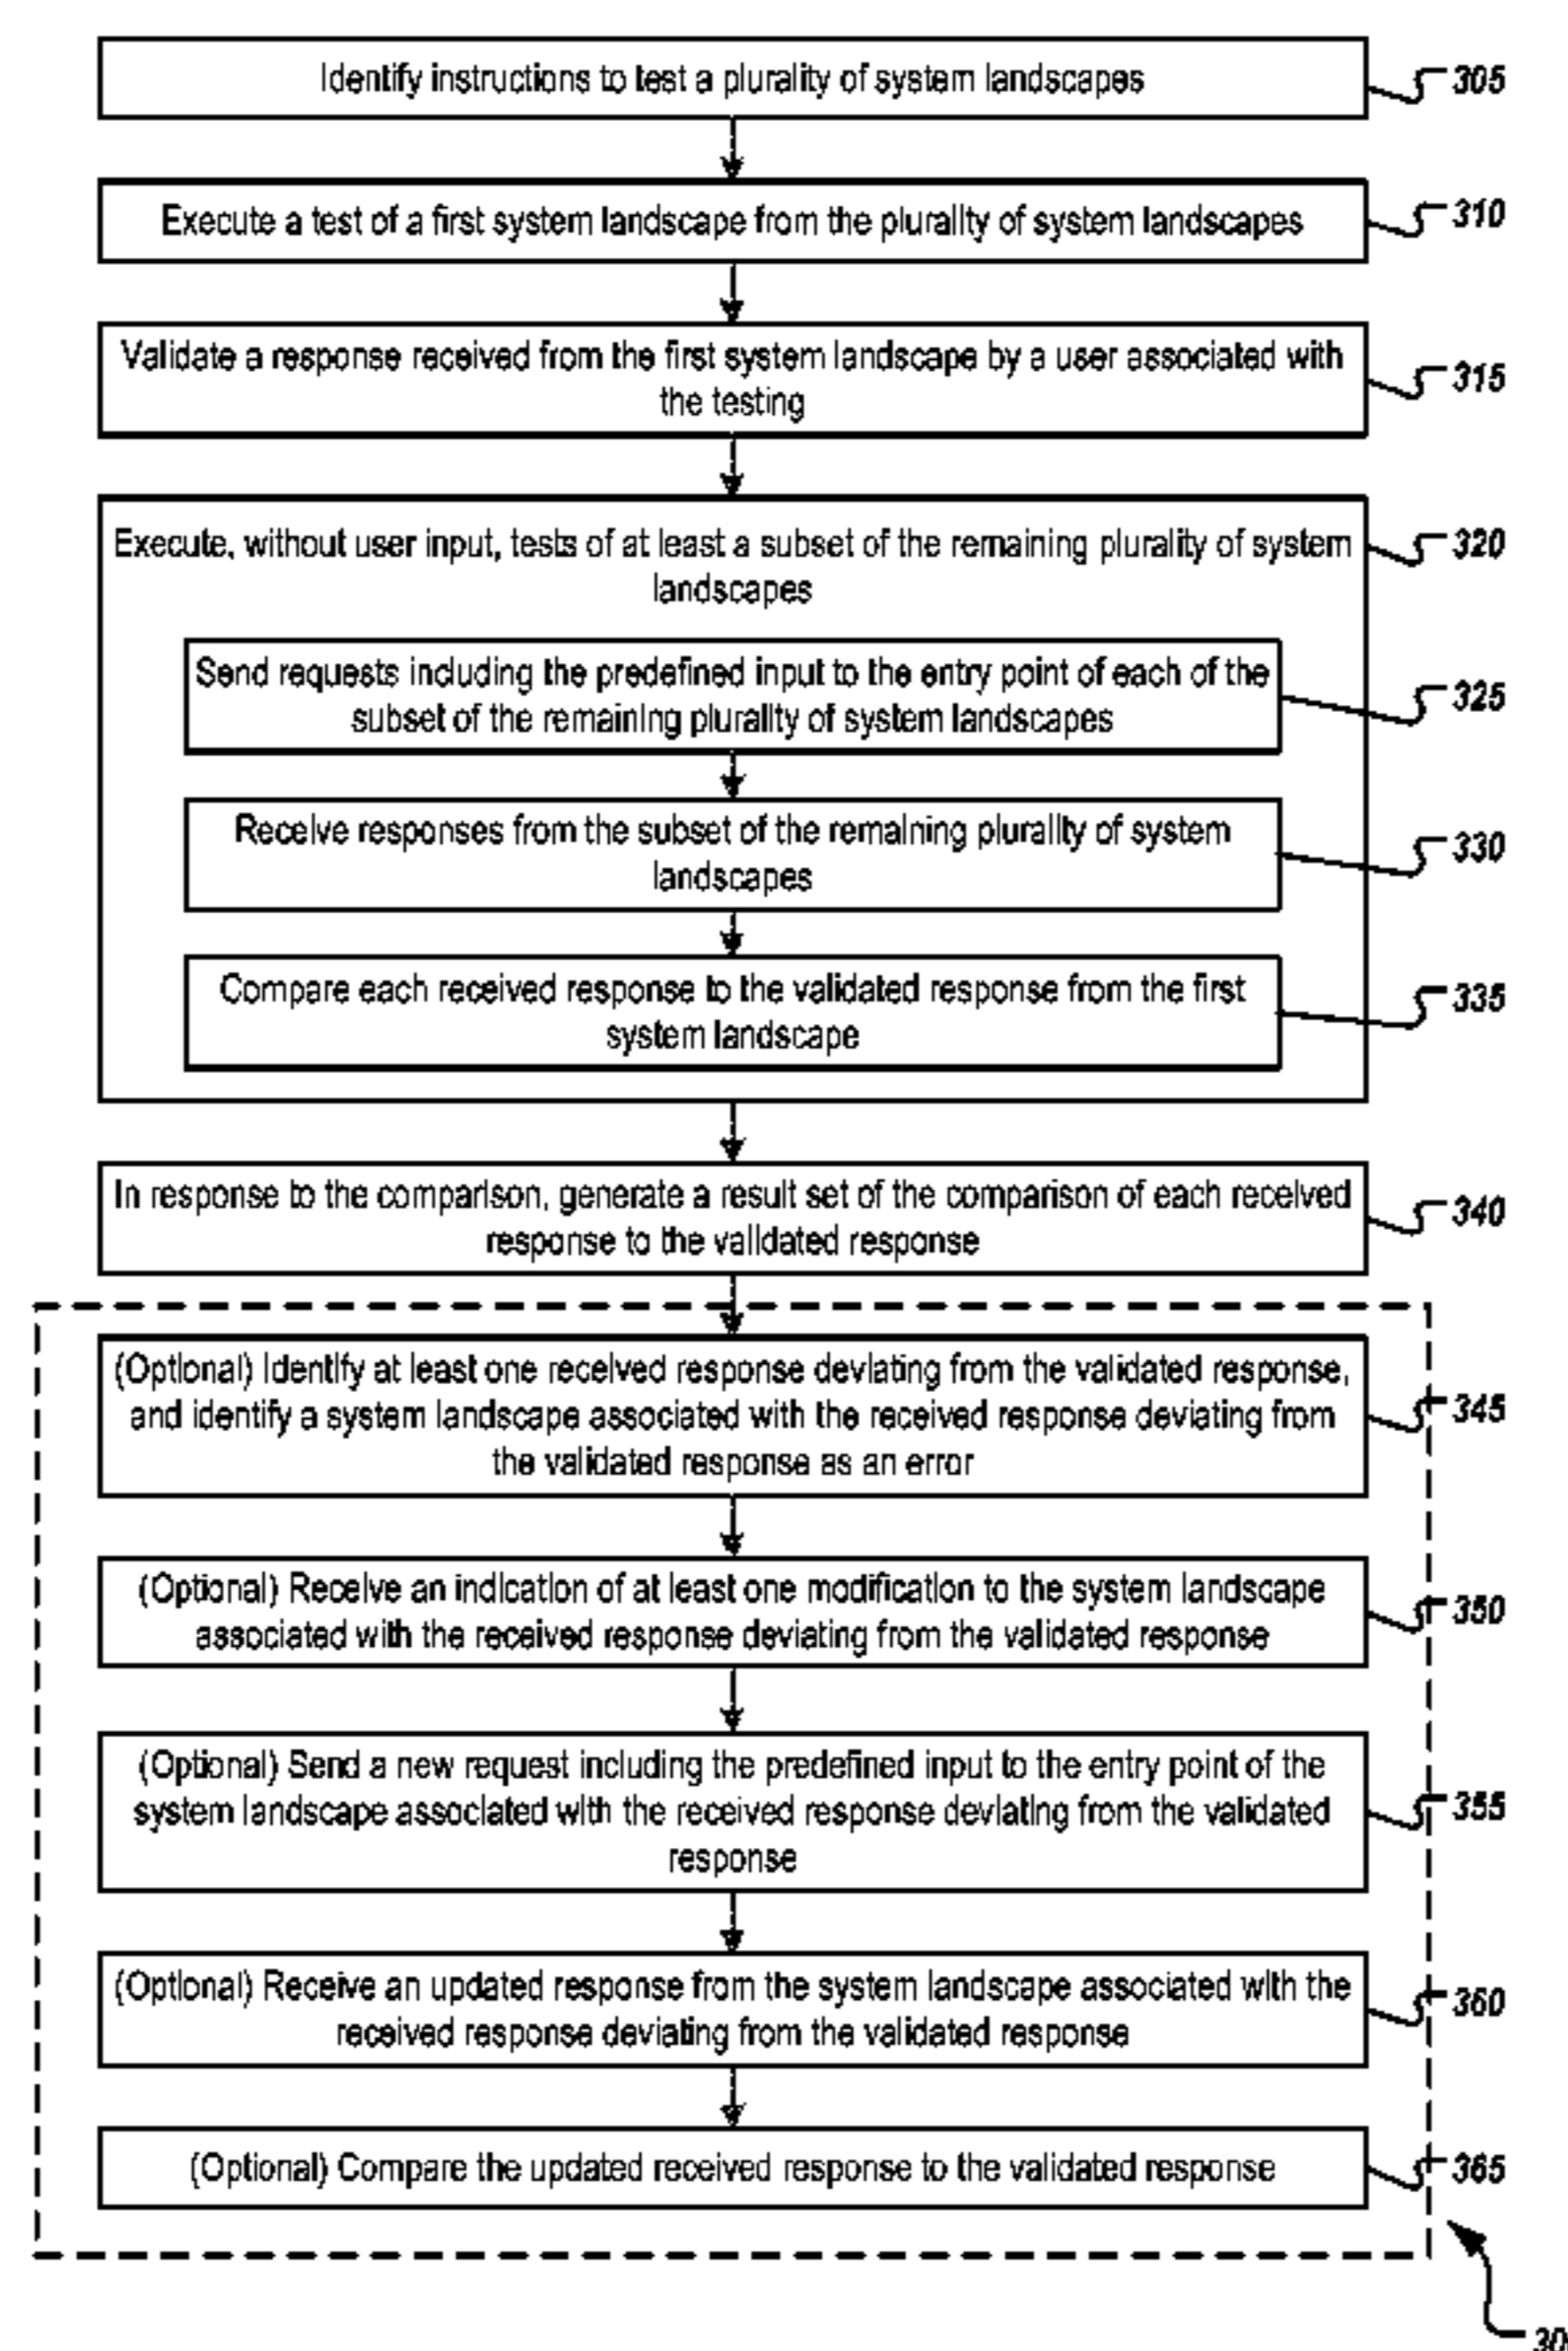 Identify instructions to test a plurality of system landscapes
305
Execute a test of a first system landscape from the plurality of system landscapes
310
Validate a response received from the first system landscape by a user associated with
the testing
315
Execute, without user input, tests of at least a subset of the remaining plurality of system
landscapes
320
Send requests including the predefined input to the entry point of each of the
subset of the remaining plurality of system landscapes
325
Receive responses from the subset of the remaining plurality of system
landscapes
330
Compare each received response to the validated response from the first
system landscape
335
In response to the comparison, generate a result set of the comparison of each received
response to the validated response
340
(Optional) Identify at least one received response deviating from the validated response,
and identify a system landscape associated with the received response deviating from
the validated response as an error
345
(Optional) Receive an indication of at least one modification to the system landscape
associated with the received response deviating from the validated response
350
(Optional) Send a new request including the predefined input to the entry point of the
system landscape associated with the received response deviating from the validated
response
355
(Optional) Receive an updated response from the system landscape associated with the
received response deviating from the validated response
360
(Optional) Compare the updated received response to the validated response
365